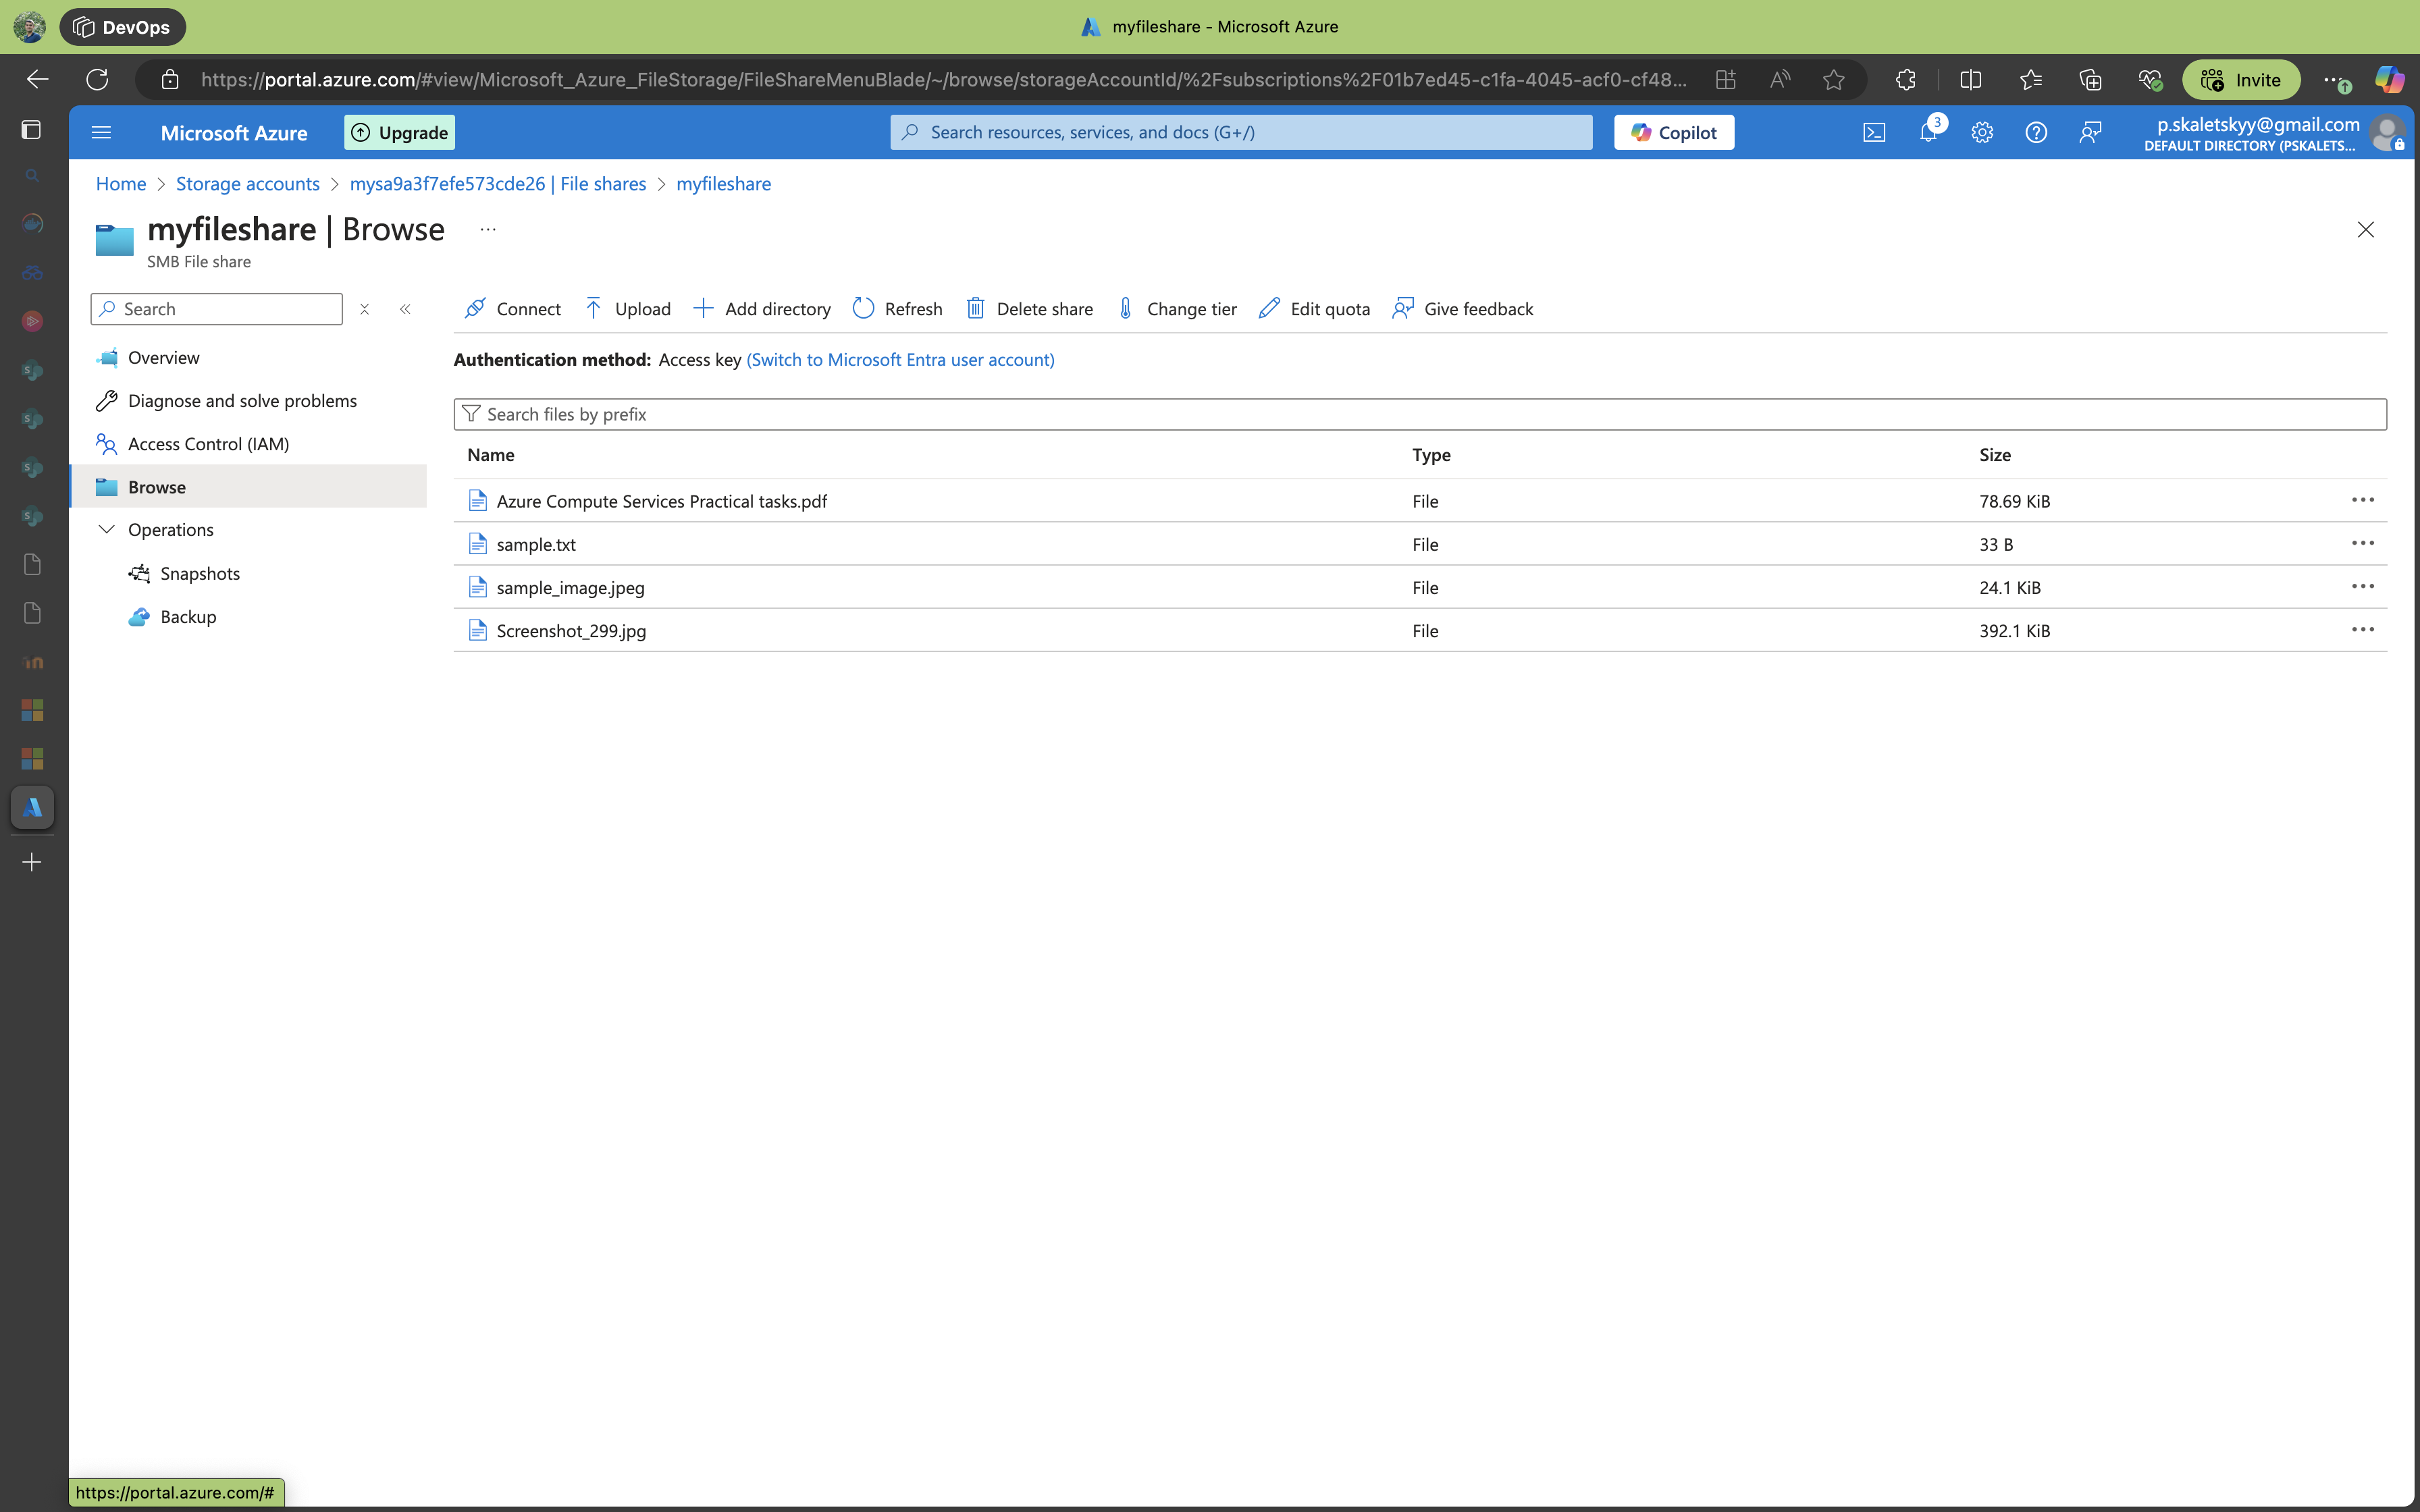 DevOps
myfileshare - Microsoft Azure
https://portal.azure.com/#view/Microsoft_Azure_FileStorage/FileShareMenuBlade/~/browse/storageAccountId/%2Fsubscriptions%2F01b7ed45-c1fa-4045-acf0-cf48...
Invite
Microsoft Azure
Upgrade
Search resources, services, and docs (G+/)
Copilot
3
p.skaletskyy@gmail.com
DEFAULT DIRECTORY (PSKALETS...
Home > Storage accounts > mysa9a3f7efe573cde26 | File shares > myfileshare
myfileshare | Browse ...
SMB File share
Search
Connect Upload Add directory Refresh Delete share Change tier Edit quota Give feedback
Overview
Diagnose and solve problems
Access Control (IAM)
Browse
Operations
Snapshots
Backup
Authentication method: Access key (Switch to Microsoft Entra user account)
Search files by prefix
Name Type Size
Azure Compute Services Practical tasks.pdf File 78.69 KiB
sample.txt File 33 B
sample_image.jpeg File 24.1 KiB
Screenshot_299.jpg File 392.1 KiB
https://portal.azure.com/#